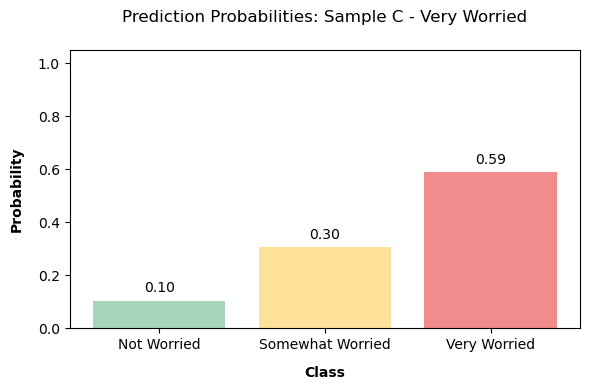 Prediction Probabilities: Sample C - Very Worried
1.0
0.8
0.6
0.4
0.2
0.0
Probability
0.10
0.30
0.59
Not Worried
Somewhat Worried
Very Worried
Class